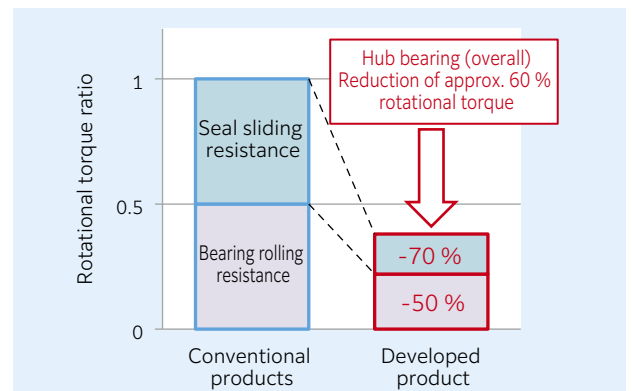 Rotational torque ratio
1
0.5
0
Seal sliding
resistance
Bearing rolling
resistance
Hub bearing (overall)
Reduction of approx. 60 %
rotational torque
-70 %
-50 %
Conventional
products
Developed
product